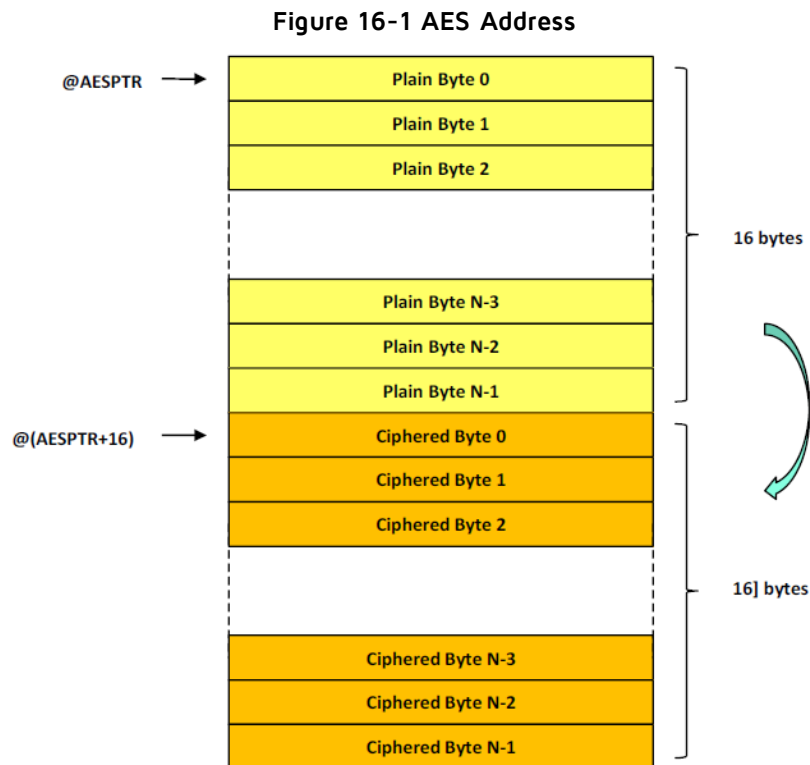 Figure 16-1 AES Address
@AESPTR
Plain Byte 0
Plain Byte 1
Plain Byte 2
16 bytes
Plain Byte N-3
Plain Byte N-2
Plain Byte N-1
@(AESPTR+16)
Ciphered Byte 0
Ciphered Byte 1
Ciphered Byte 2
16] bytes
Ciphered Byte N-3
Ciphered Byte N-2
Ciphered Byte N-1